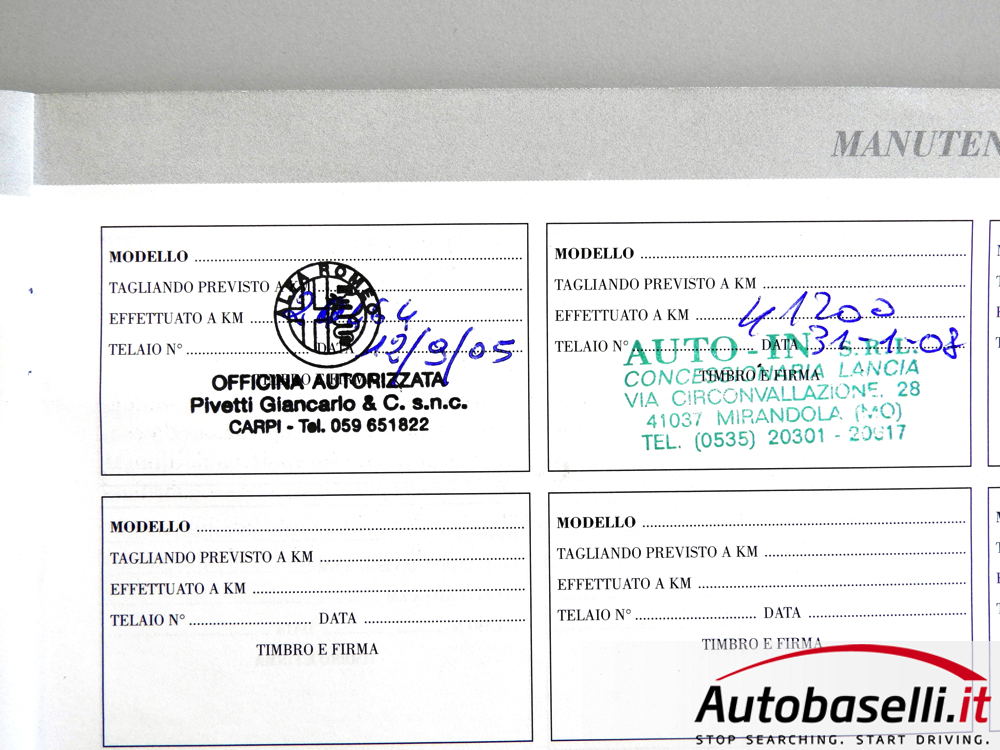 MANUTEN
MODELLO
TAGLIANDO PREVISTO A KM
EFFETTUATO A KM
TELAIO N° DATA 12/9/05
ALFA ROMEO
OFFICINA AUTORIZZATA
Pivetti Giancarlo & C. s.n.c.
CARPI - Tel. 059 651822
MODELLO
TAGLIANDO PREVISTO A KM
EFFETTUATO A KM 41200
TELAIO N° DATA 31-1-08
AUTO-IN S.R.L.
TIMBRO E FIRMA
CONCESSIONARIA LANCIA
VIA CIRCONVALLAZIONE, 28
41037 MIRANDOLA (MO)
TEL. (0535) 20301 - 20617
MODELLO
TAGLIANDO PREVISTO A KM
EFFETTUATO A KM
TELAIO N° DATA
TIMBRO E FIRMA
MODELLO
TAGLIANDO PREVISTO A KM
EFFETTUATO A KM
TELAIO N° DATA
TIMBRO E FIRMA
Autobaselli.it
STOP SEARCHING. START DRIVING.